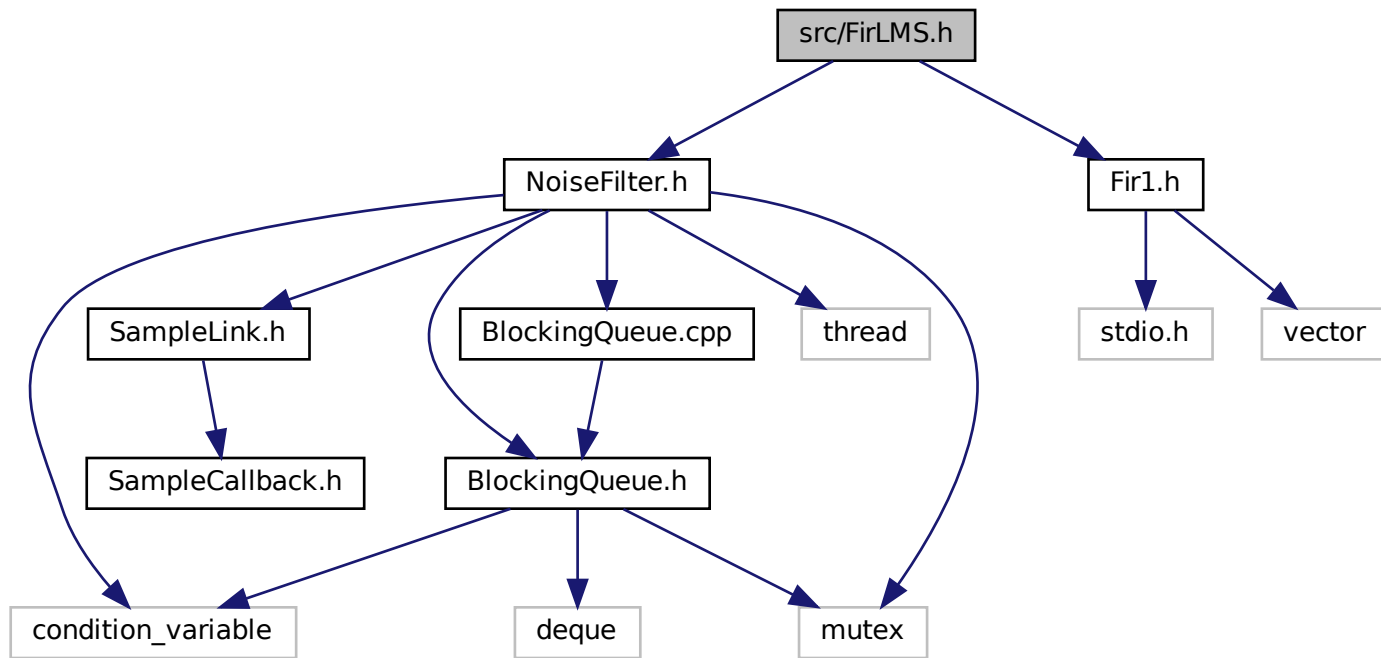 src/FirLMS.h
NoiseFilter.h
Fir1.h
SampleLink.h
BlockingQueue.cpp
thread
stdio.h
vector
SampleCallback.h
BlockingQueue.h
condition_variable
deque
mutex